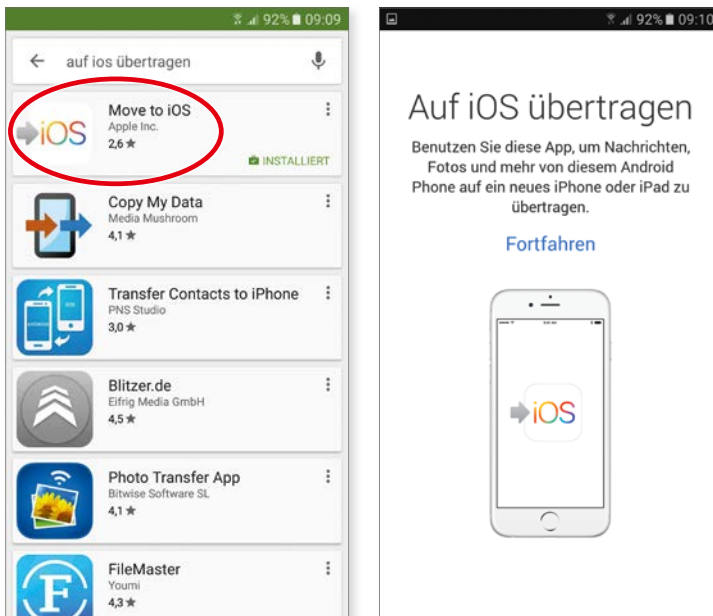 92% 09:09
auf ios übertragen
iOS
Move to iOS
Apple Inc.
2,6 ★
INSTALLIERT
Copy My Data
Media Mushroom
4,1 ★
Transfer Contacts to iPhone
PNS Studio
3,0 ★
Blitzer.de
Eifrig Media GmbH
4,5 ★
Photo Transfer App
Bitwise Software SL
4,1 ★
F
FileMaster
Youmi
4,3 ★
92% 09:10
Auf iOS übertragen
Benutzen Sie diese App, um Nachrichten,
Fotos und mehr von diesem Android
Phone auf ein neues iPhone oder iPad zu
übertragen.
Fortfahren
iOS